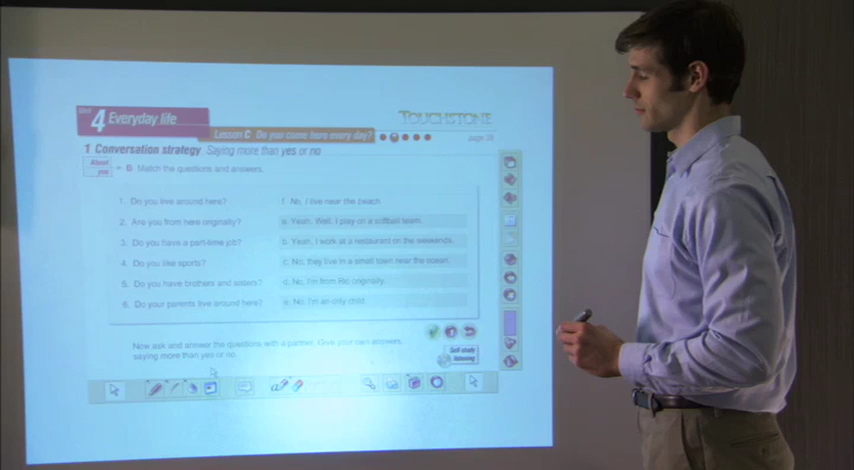 Unit 4 Everyday life
TOUCHSTONE
Lesson C Do you come here every day?
page 38
1 Conversation strategy Saying more than yes or no
About you
B Match the questions and answers.
1. Do you live around here? f. No, I live near the beach.
2. Are you from here originally? a. Yeah. Well, I play on a softball team.
3. Do you have a part-time job? b. Yeah, I work at a restaurant on the weekends.
4. Do you like sports? c. No, they live in a small town near the ocean.
5. Do you have brothers and sisters? d. No, I'm from Rio originally.
6. Do your parents live around here? e. No, I'm an only child.
Now ask and answer the questions, with a partner. Give your own answers,
saying more than yes or no.
Self-study
listening